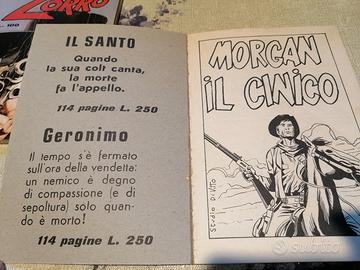 ZORRO
L. 100
IL SANTO
Quando
la sua colt canta,
la morte
fa l'appello.
114 pagine L. 250
Geronimo
Il tempo s'è fermato
sull'ora della vendetta:
un nemico è degno
di compassione (e di
sepoltura) solo quan-
do è morto!
114 pagine L. 250
MORGAN
IL CINICO
STUDIO DIVITO
subito